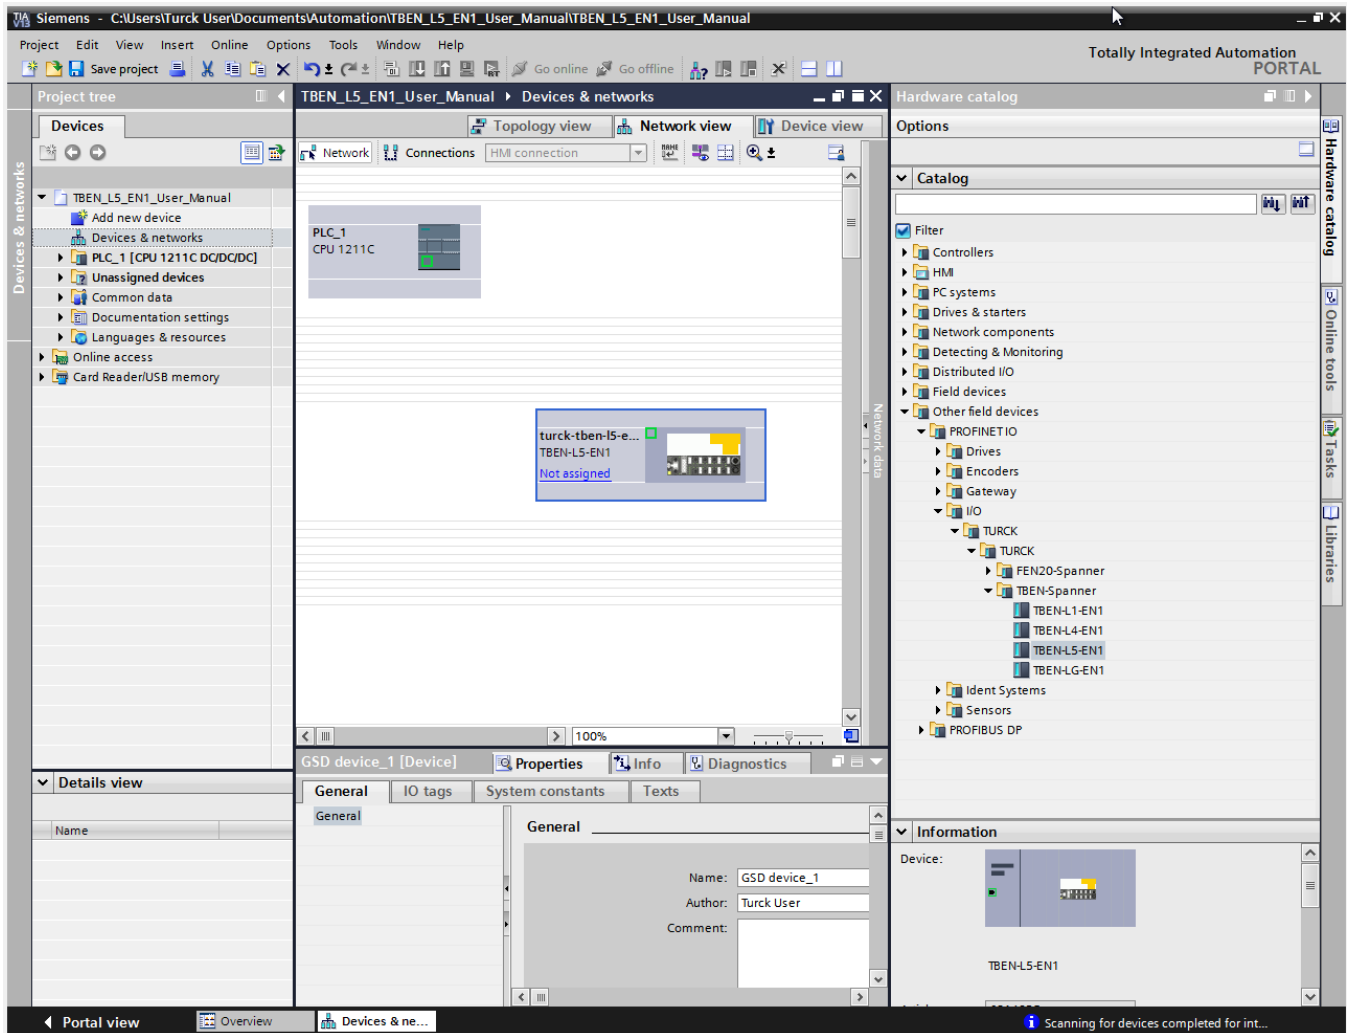 Siemens - C:\Users\Turck User\Documents\Automation\TBEN_L5_EN1_User_Manual\TBEN_L5_EN1_User_Manual
Project Edit View Insert Online Options Tools Window Help
Totally Integrated Automation
PORTAL
Save project
Go online Go offline
Project tree
Devices
Devices & networks
TBEN_L5_EN1_User_Manual
Add new device
Devices & networks
PLC_1 [CPU 1211C DC/DC/DC]
Unassigned devices
Common data
Documentation settings
Languages & resources
Online access
Card Reader/USB memory
Details view
Name
TBEN_L5_EN1_User_Manual Devices & networks
Topology view Network view Device view
Network Connections HMI connection
PLC_1
CPU 1211C
turck-tben-l5-e...
TBEN-L5-EN1
Not assigned
Network data
100%
GSD device_1 [Device]
Properties Info Diagnostics
General IO tags System constants Texts
General
General
Name: GSD device_1
Author: Turck User
Comment:
Hardware catalog
Options
Catalog
Filter
Controllers
HMI
PC systems
Drives & starters
Network components
Detecting & Monitoring
Distributed I/O
Field devices
Other field devices
PROFINET IO
Drives
Encoders
Gateway
I/O
TURCK
TURCK
FEN20-Spanner
TBEN-Spanner
TBEN-L1-EN1
TBEN-L4-EN1
TBEN-L5-EN1
TBEN-LG-EN1
Ident Systems
Sensors
PROFIBUS DP
Information
Device:
TBEN-L5-EN1
Hardware catalog
Online tools
Tasks
Libraries
Portal view Overview Devices & ne...
Scanning for devices completed for int...